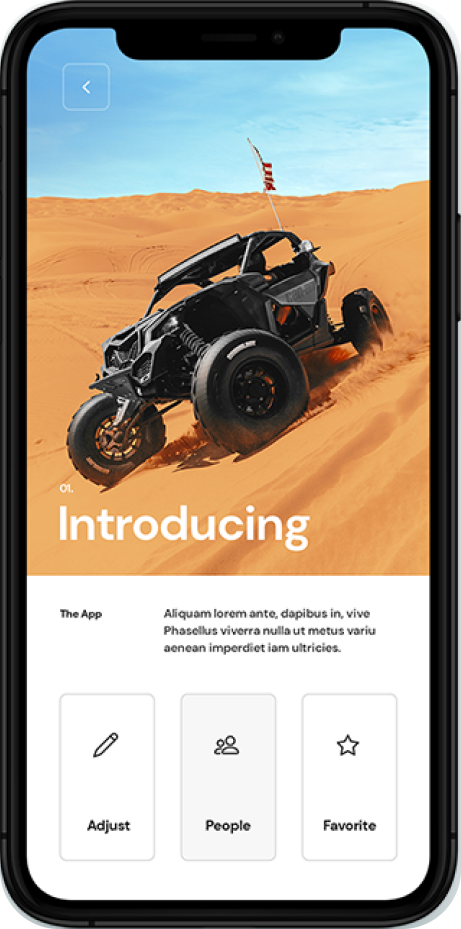 01.
Introducing
The App
Aliquam lorem ante, dapibus in, vive
Phasellus viverra nulla ut metus variu
aenean imperdiet iam ultricies.
Adjust
People
Favorite